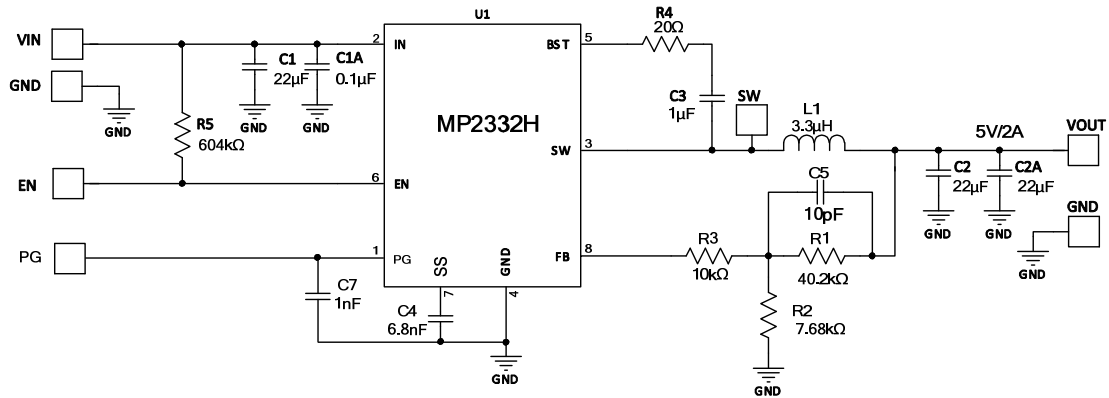 U1
VIN
2
IN
BST
5
R4
20Ω
C1
22µF
C1A
0.1µF
GND
GND
GND
GND
R5
604kΩ
C3
1µF
SW
MP2332H
SW
3
L1
3.3µH
5V/2A
VOUT
C2
22µF
C2A
22µF
GND
GND
EN
6
EN
C5
10pF
GND
GND
PG
1
PG
FB
8
R3
10kΩ
R1
40.2kΩ
SS
GND
7
4
C7
1nF
C4
6.8nF
R2
7.68kΩ
GND
GND